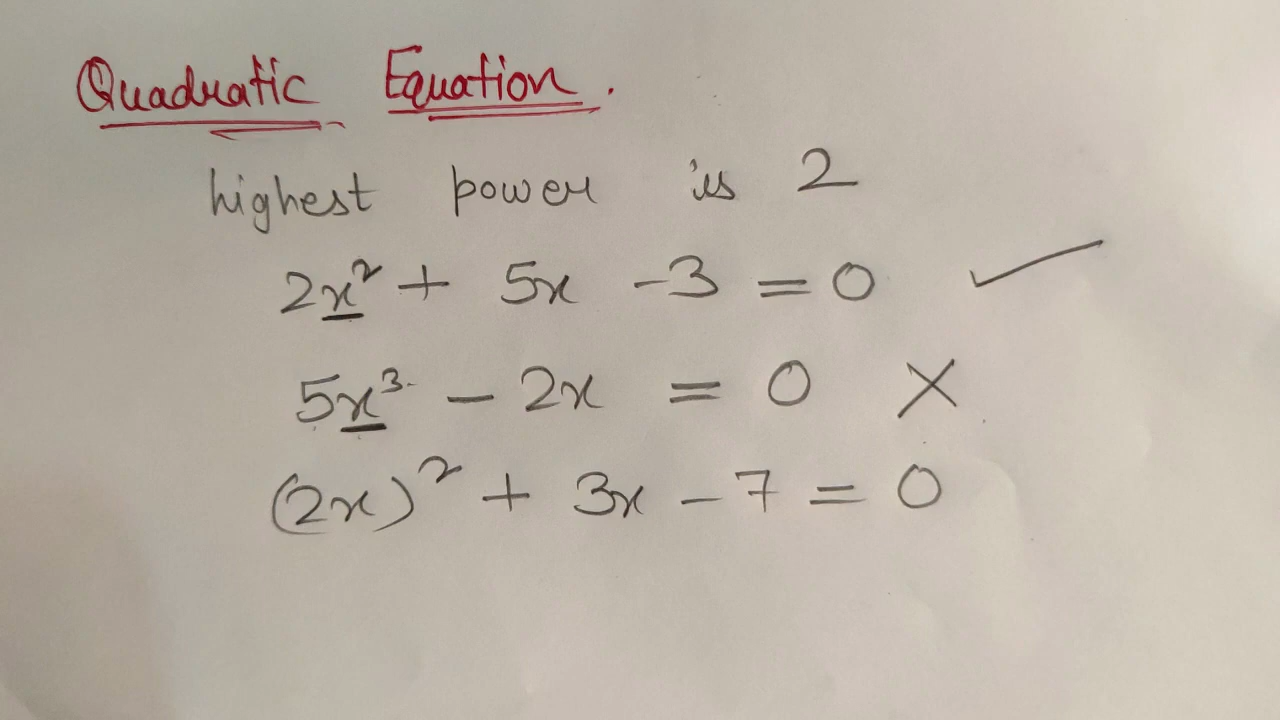 Quadratic Equation.
highest power is 2
2x² + 5x - 3 = 0 ✓
5x³ - 2x = 0 ✗
(2x)² + 3x - 7 = 0